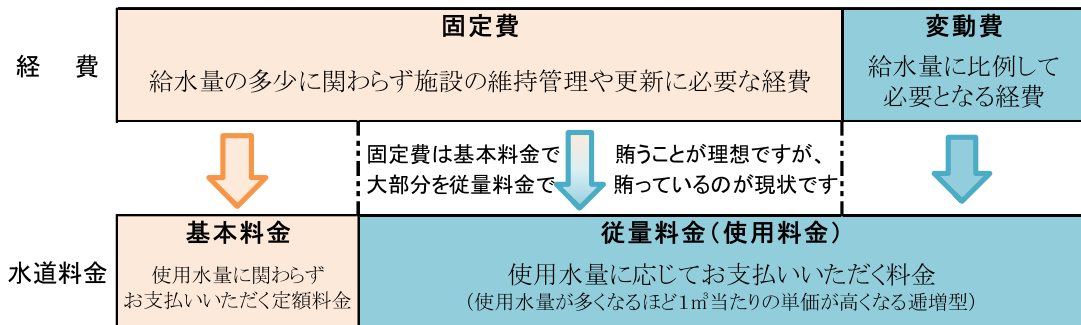 経 費
固定費
給水量の多少に関わらず施設の維持管理や更新に必要な経費
変動費
給水量に比例して
必要となる経費
固定費は基本料金で 賄うことが理想ですが、
大部分を従量料金で 賄っているのが現状です
水道料金
基本料金
使用水量に関わらず
お支払いいただく定額料金
従量料金(使用料金)
使用水量に応じてお支払いいただく料金
(使用水量が多くなるほど1㎥当たりの単価が高くなる逓増型)